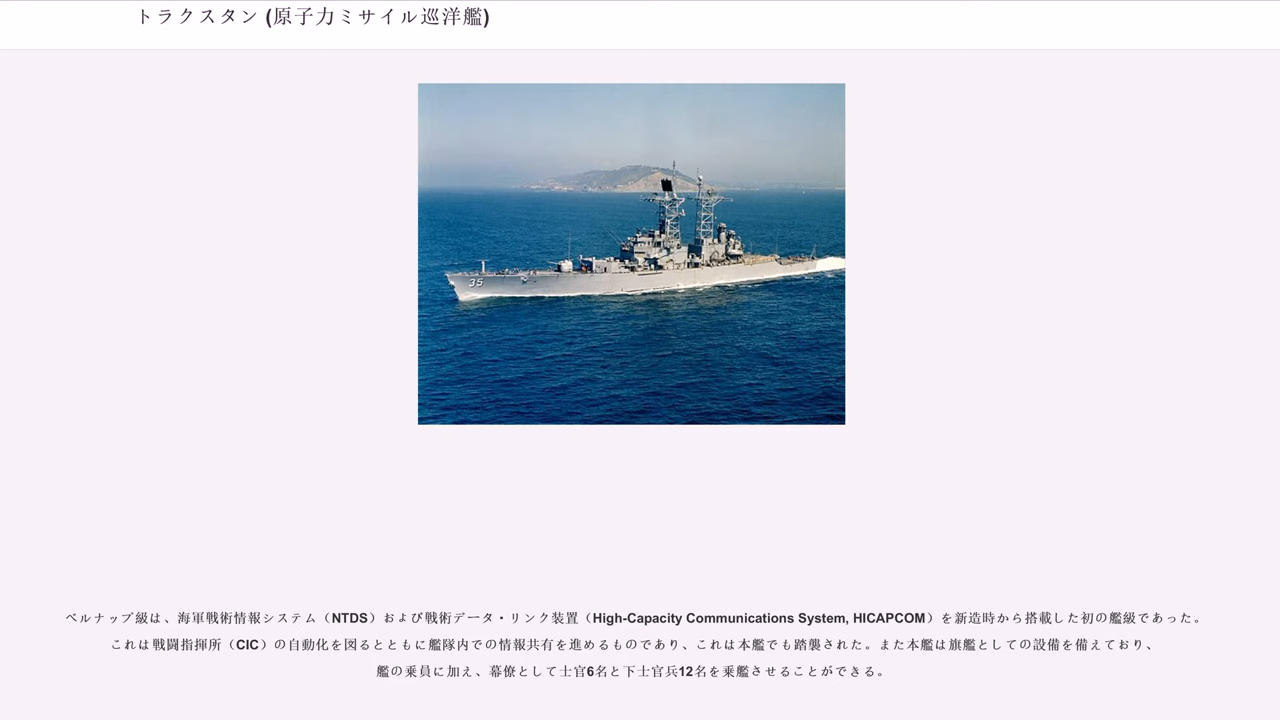 トラクスタン (原子力ミサイル巡洋艦)
35
ベルナップ級は、海軍戦術情報システム（NTDS）および戦術データ・リンク装置（High-Capacity Communications System, HICAPCOM）を新造時から搭載した初の艦級であった。
これは戦闘指揮所（CIC）の自動化を図るとともに艦隊内での情報共有を進めるものであり、これは本艦でも踏襲された。また本艦は旗艦としての設備を備えており、
艦の乗員に加え、幕僚として士官6名と下士官兵12名を乗艦させることができる。